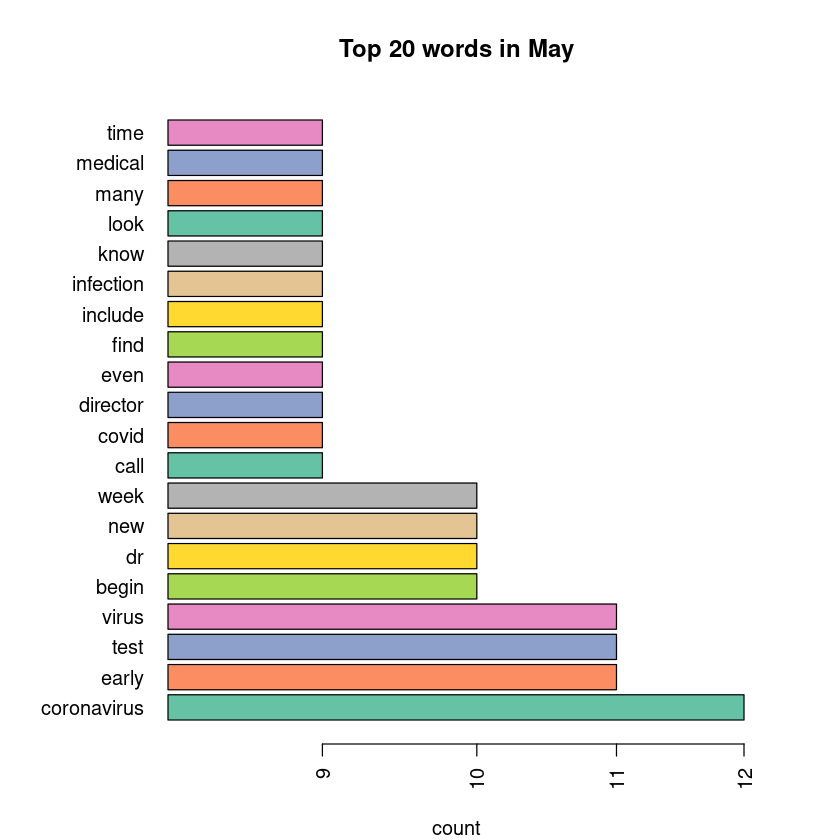 Top 20 words in May
time
medical
many
look
know
infection
include
find
even
director
covid
call
week
new
dr
begin
virus
test
early
coronavirus
9 10 11 12
count